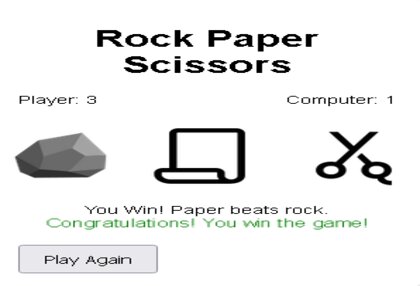 Rock Paper
Scissors
Player: 3
Computer: 1
You Win! Paper beats rock.
Congratulations! You win the game!
Play Again